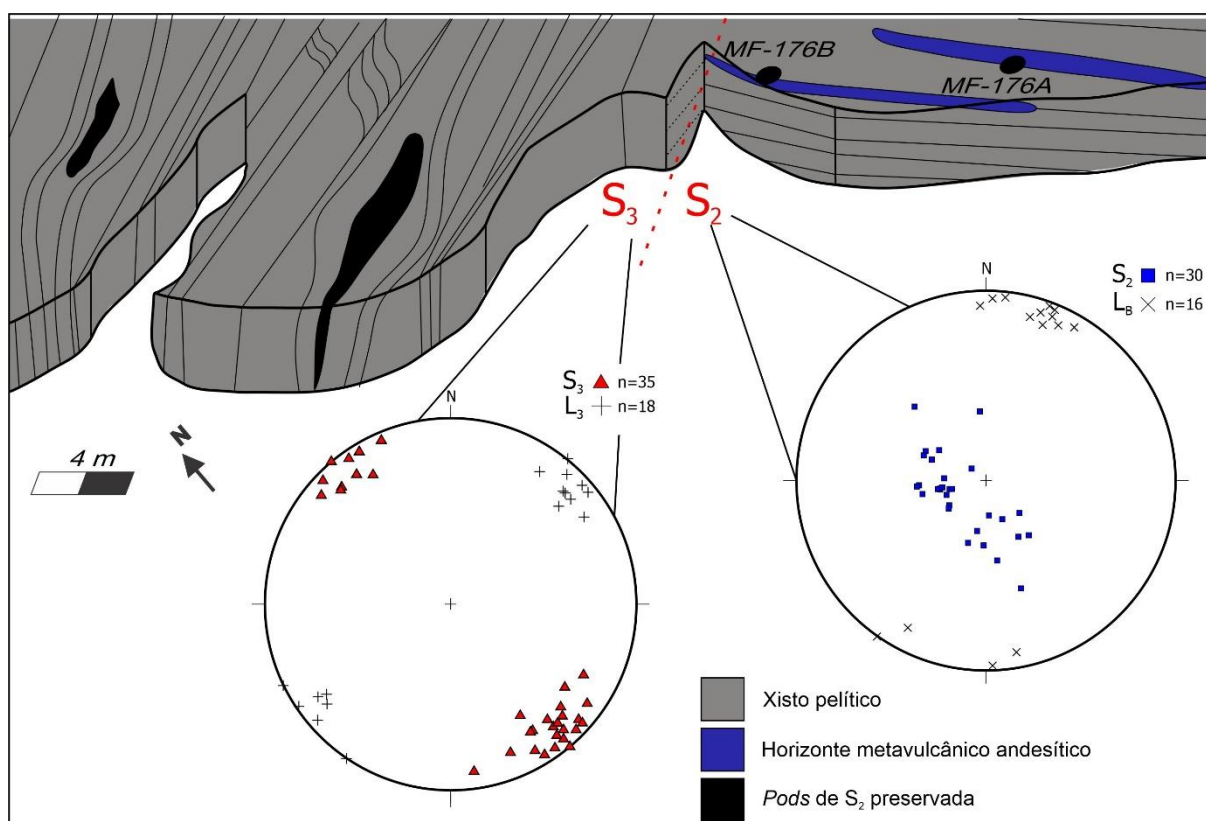 MF-176B
MF-176A
S₃
S₂
S₂ n=30
L_B n=16
N
S₃ n=35
L₃ n=18
N
N
4 m
Xisto pelítico
Horizonte metavulcânico andesítico
Pods de S₂ preservada